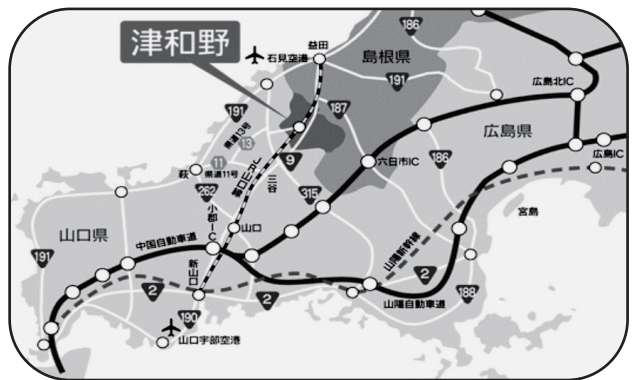 津和野
益田
石見空港
島根県
186
191
広島北IC
187
191
県道13号
13
広島県
広島IC
六日市IC
186
9
11
県道11号
萩
JR山口線
三谷
315
262
小郡IC
山口
宮島
山口県
中国自動車道
山陽新幹線
191
新山口
2
2
2
188
山陽自動車道
190
山口宇部空港